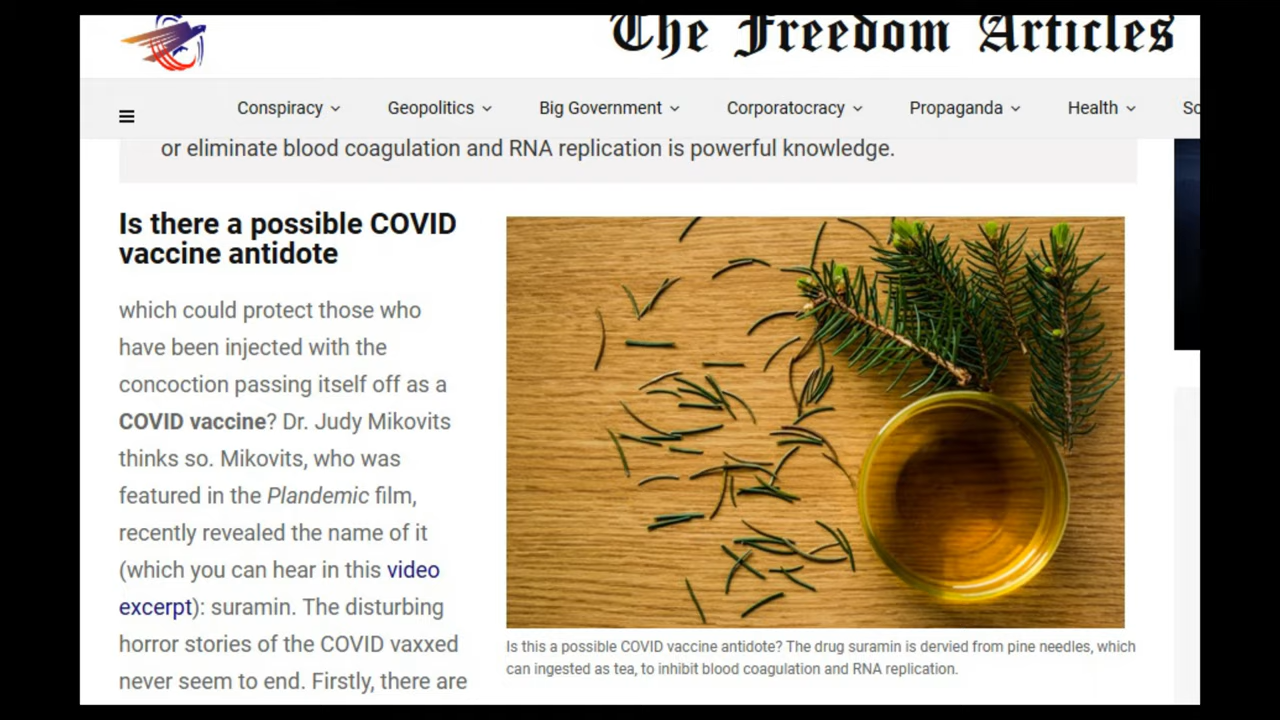 The Freedom Articles
Conspiracy Geopolitics Big Government Corporatocracy Propaganda Health Sc
or eliminate blood coagulation and RNA replication is powerful knowledge.
Is there a possible COVID
vaccine antidote
which could protect those who
have been injected with the
concoction passing itself off as a
COVID vaccine? Dr. Judy Mikovits
thinks so. Mikovits, who was
featured in the Plandemic film,
recently revealed the name of it
(which you can hear in this video
excerpt): suramin. The disturbing
horror stories of the COVID vaxxed
never seem to end. Firstly, there are
Is this a possible COVID vaccine antidote? The drug suramin is dervied from pine needles, which
can ingested as tea, to inhibit blood coagulation and RNA replication.